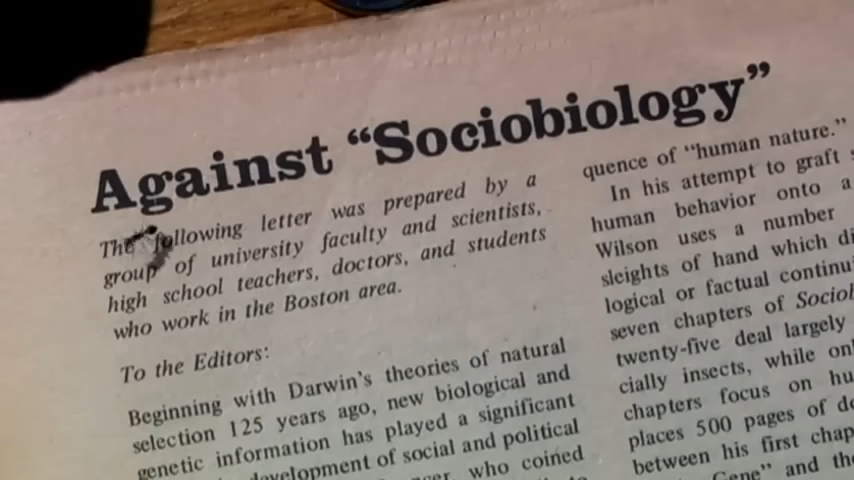 Against “Sociobiology”
The following letter was prepared by a
group of university faculty and scientists,
high school teachers, doctors, and students
who work in the Boston area.
To the Editors:
Beginning with Darwin's theories of natural
selection 125 years ago, new biological and
genetic information has played a significant
development of social and political
who coined
quence of “human nature.”
In his attempt to graft
human behavior onto a
Wilson uses a number
sleights of hand which
logical or factual
seven chapters of
twenty-five deal largely
cially insects, while
chapters focus on
places 500 pages of
between his first
Gene” and the